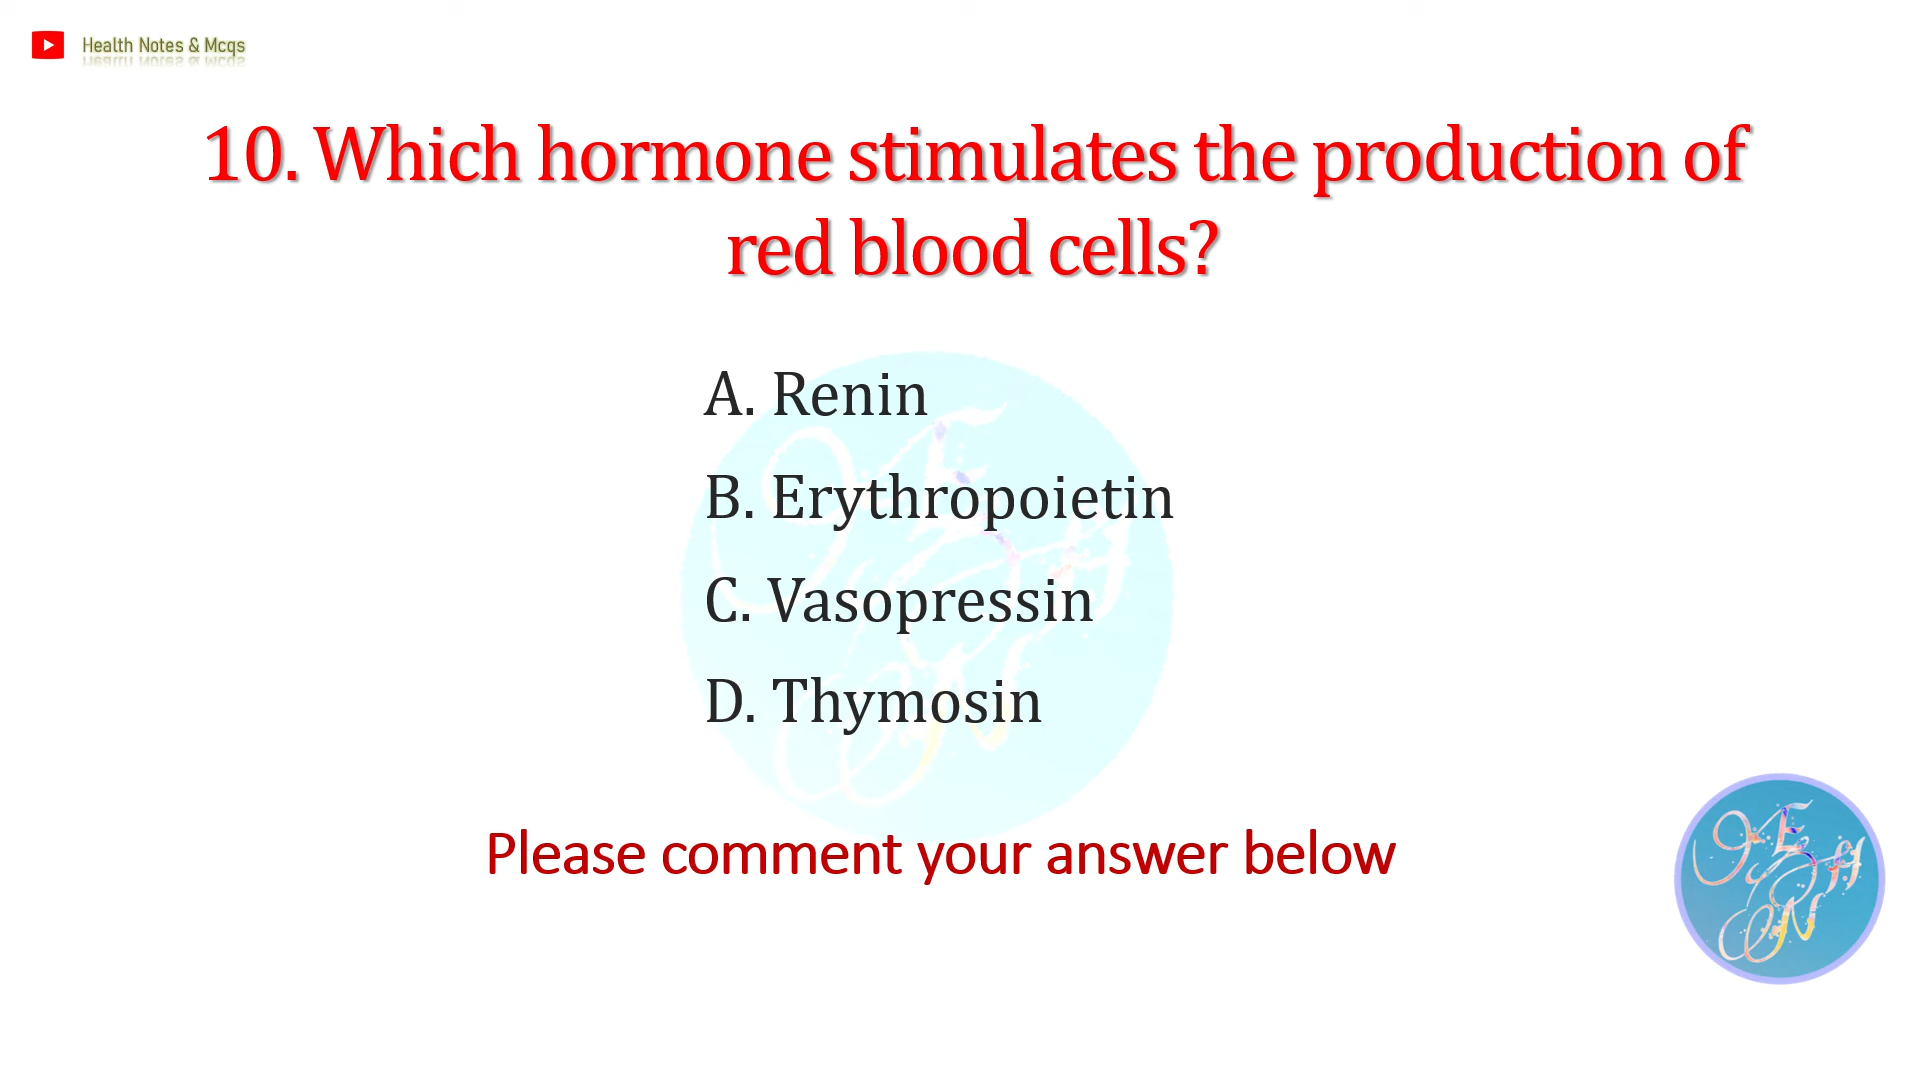 Health Notes & Mcqs
10. Which hormone stimulates the production of
red blood cells?
A. Renin
B. Erythropoietin
C. Vasopressin
D. Thymosin
Please comment your answer below